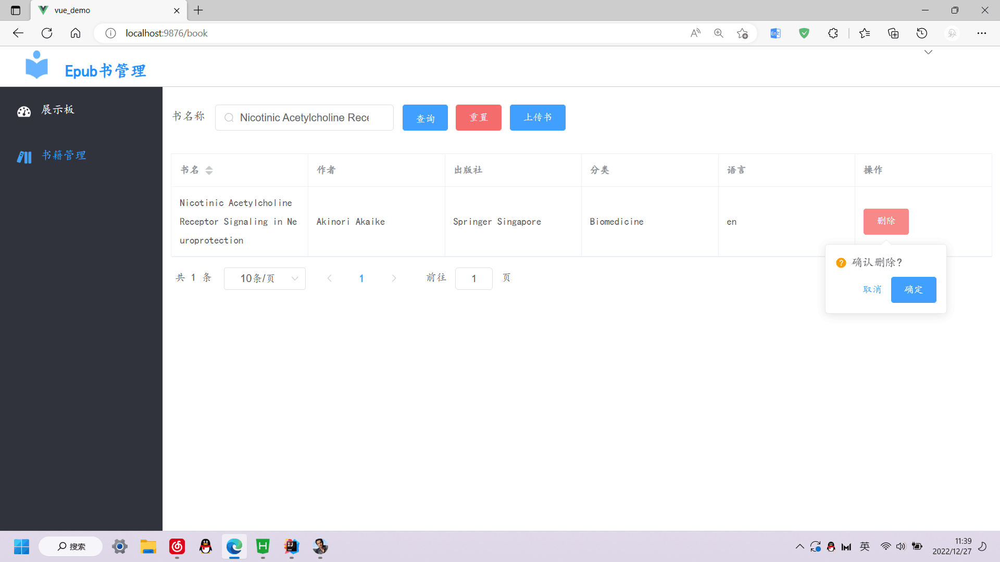 vue_demo
localhost:9876/book
Epub书管理
展示板
书籍管理
书名称
Nicotinic Acetylcholine Rece
查询
重置
上传书
书名
作者
出版社
分类
语言
操作
Nicotinic Acetylcholine
Receptor Signaling in Ne
uroprotection
Akinori Akaike
Springer Singapore
Biomedicine
en
删除
确认删除?
取消
确定
共 1 条
10条/页
1
前往
1
页
搜索
英
11:39
2022/12/27